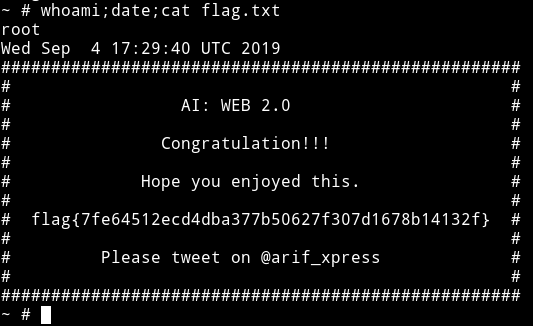 ~ # whoami;date;cat flag.txt
root
Wed Sep  4 17:29:40 UTC 2019
####################################################
#                                                  #
#                 AI: WEB 2.0                      #
#                                                  #
#               Congratulation!!!                  #
#                                                  #
#             Hope you enjoyed this.               #
#                                                  #
#  flag{7fe64512ecd4dba377b50627f307d1678b14132f}  #
#                                                  #
#         Please tweet on @arif_xpress             #
#                                                  #
####################################################
~ #